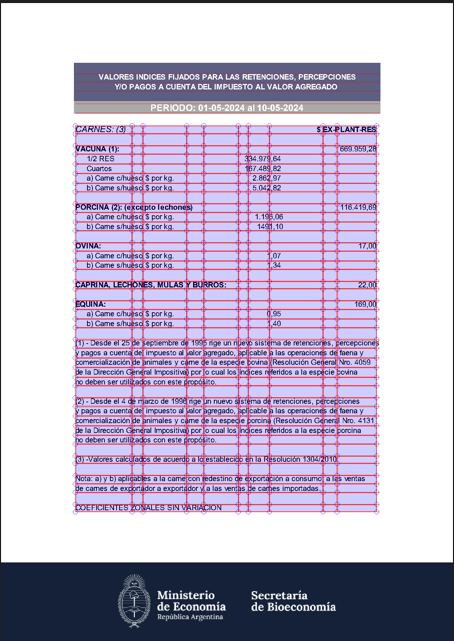 VALORES INDICES FIJADOS PARA LAS RETENCIONES, PERCEPCIONES
Y/O PAGOS A CUENTA DEL IMPUESTO AL VALOR AGREGADO
PERIODO: 01-05-2024 al 10-05-2024
CARNES: (3) $ EX-PLANT-RES
VACUNA (1): 669.959,28
1/2 RES 334.979,64
Cuartos 167.489,82
a) Carne c/hueso $ por kg. 2.862,97
b) Carne s/hueso $ por kg. 5.042,82
PORCINA (2): (excepto lechones) 116.419,69
a) Carne c/hueso $ por kg. 1.195,06
b) Carne s/hueso $ por kg. 1491,10
OVINA: 17,00
a) Carne c/hueso $ por kg. 1,07
b) Carne s/hueso $ por kg. 1,34
CAPRINA, LECHONES, MULAS Y BURROS: 22,00
EQUINA: 169,00
a) Carne c/hueso $ por kg. 0,95
b) Carne s/hueso $ por kg. 1,40
(1) - Desde el 25 de septiembre de 1995 rige un nuevo sistema de retenciones, percepciones
y pagos a cuenta del impuesto al valor agregado, aplicable a las operaciones de faena y
comercialización de animales y carne de la especie bovina (Resolución General Nro. 4059
de la Dirección General Impositiva) por lo cual los índices referidos a la especie bovina
no deben ser utilizados con este propósito.
(2) - Desde el 4 de marzo de 1996 rige un nuevo sistema de retenciones, percepciones
y pagos a cuenta del impuesto al valor agregado, aplicable a las operaciones de faena y
comercialización de animales y carne de la especie porcina (Resolución General Nro. 4131
de la Dirección General Impositiva) por lo cual los índices referidos a la especie porcina
no deben ser utilizados con este propósito.
(3) -Valores calculados de acuerdo a lo establecido en la Resolución 1304/2010.
Nota: a) y b) aplicables a la carne con redestino de exportación a consumo, a las ventas
de carnes de exportador a exportador y a las ventas de carnes importadas.
COEFICIENTES ZONALES SIN VARIACION
Ministerio
de Economía
República Argentina
Secretaría
de Bioeconomía